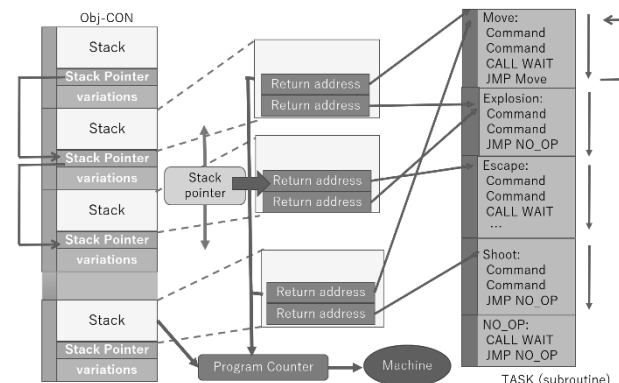 Obj-CON
Stack
Stack Pointer
variations
Stack
Stack Pointer
variations
Stack
Stack Pointer
variations
Stack
Stack Pointer
variations
Return address
Return address
Stack
pointer
Return address
Return address
Return address
Return address
Program Counter
Machine
Move:
Command
Command
CALL WAIT
JMP Move
Explosion:
Command
Command
JMP NO_OP
Escape:
Command
Command
CALL WAIT
...
Shoot:
Command
Command
JMP NO_OP
NO_OP:
CALL WAIT
JMP NO_OP
TASK (subroutine)